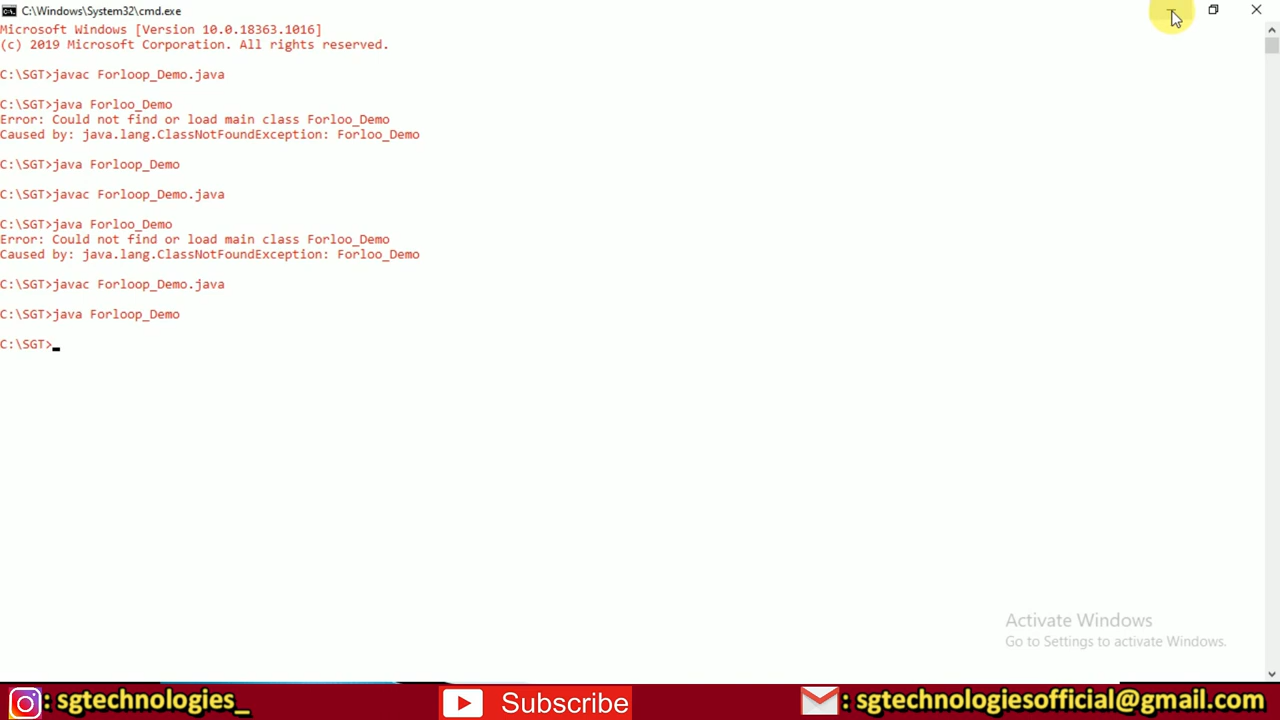 C:\Windows\System32\cmd.exe
Microsoft Windows [Version 10.0.18363.1016]
(c) 2019 Microsoft Corporation. All rights reserved.
C:\SGT>javac Forloop_Demo.java
C:\SGT>java Forloo_Demo
Error: Could not find or load main class Forloo_Demo
Caused by: java.lang.ClassNotFoundException: Forloo_Demo
C:\SGT>java Forloop_Demo
C:\SGT>javac Forloop_Demo.java
C:\SGT>java Forloo_Demo
Error: Could not find or load main class Forloo_Demo
Caused by: java.lang.ClassNotFoundException: Forloo_Demo
C:\SGT>javac Forloop_Demo.java
C:\SGT>java Forloop_Demo
C:\SGT>
Activate Windows
Go to Settings to activate Windows.
: sgtechnologies_
Subscribe
: sgtechnologiesofficial@gmail.com